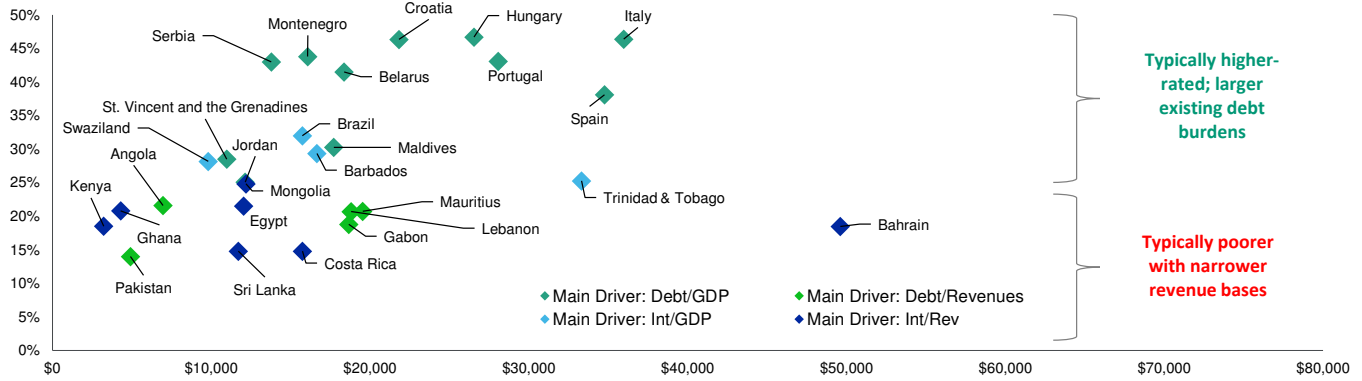 50%
45%
40%
35%
30%
25%
20%
15%
10%
5%
0%
$0
$10,000
$20,000
$30,000
$40,000
$50,000
$60,000
$70,000
$80,000
Croatia
Hungary
Italy
Montenegro
Serbia
Belarus
Portugal
Spain
St. Vincent and the Grenadines
Swaziland
Brazil
Jordan
Maldives
Angola
Barbados
Kenya
Mongolia
Trinidad & Tobago
Mauritius
Egypt
Lebanon
Bahrain
Ghana
Gabon
Costa Rica
Pakistan
Sri Lanka
Main Driver: Debt/GDP
Main Driver: Debt/Revenues
Main Driver: Int/GDP
Main Driver: Int/Rev
Typically higher-
rated; larger
existing debt
burdens
Typically poorer
with narrower
revenue bases